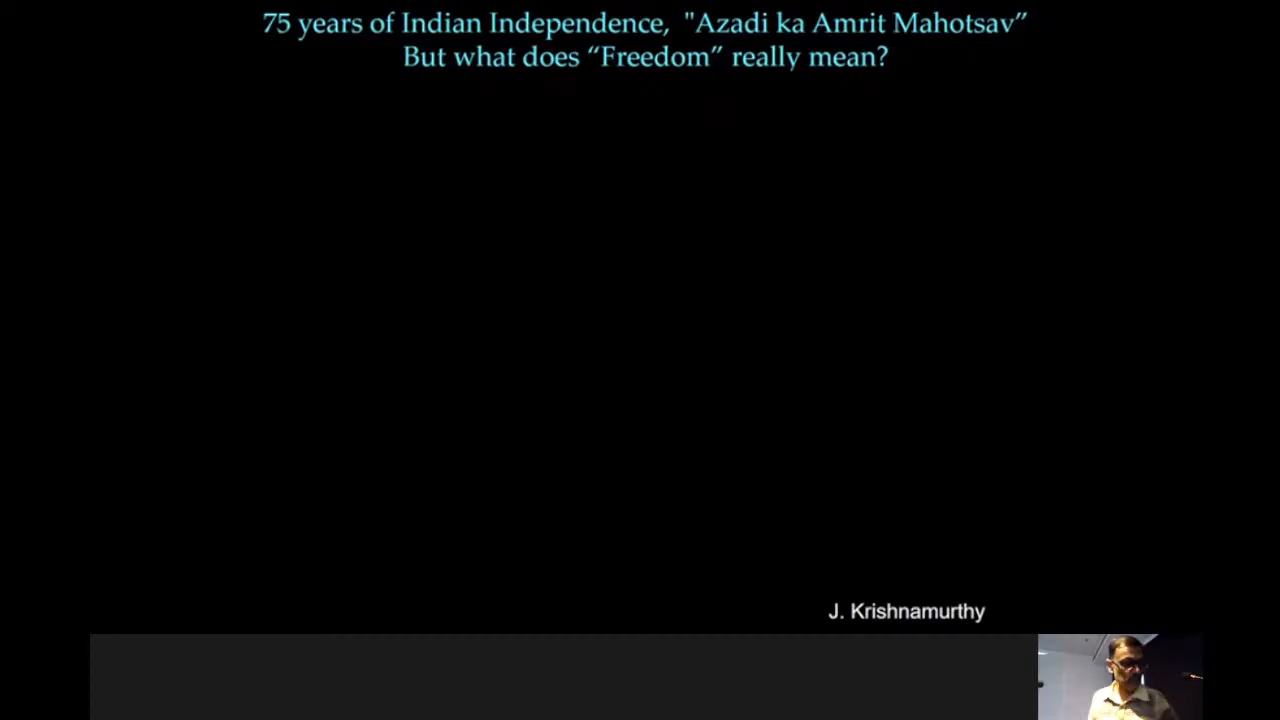 75 years of Indian Independence, "Azadi ka Amrit Mahotsav”
But what does “Freedom” really mean?
J. Krishnamurthy